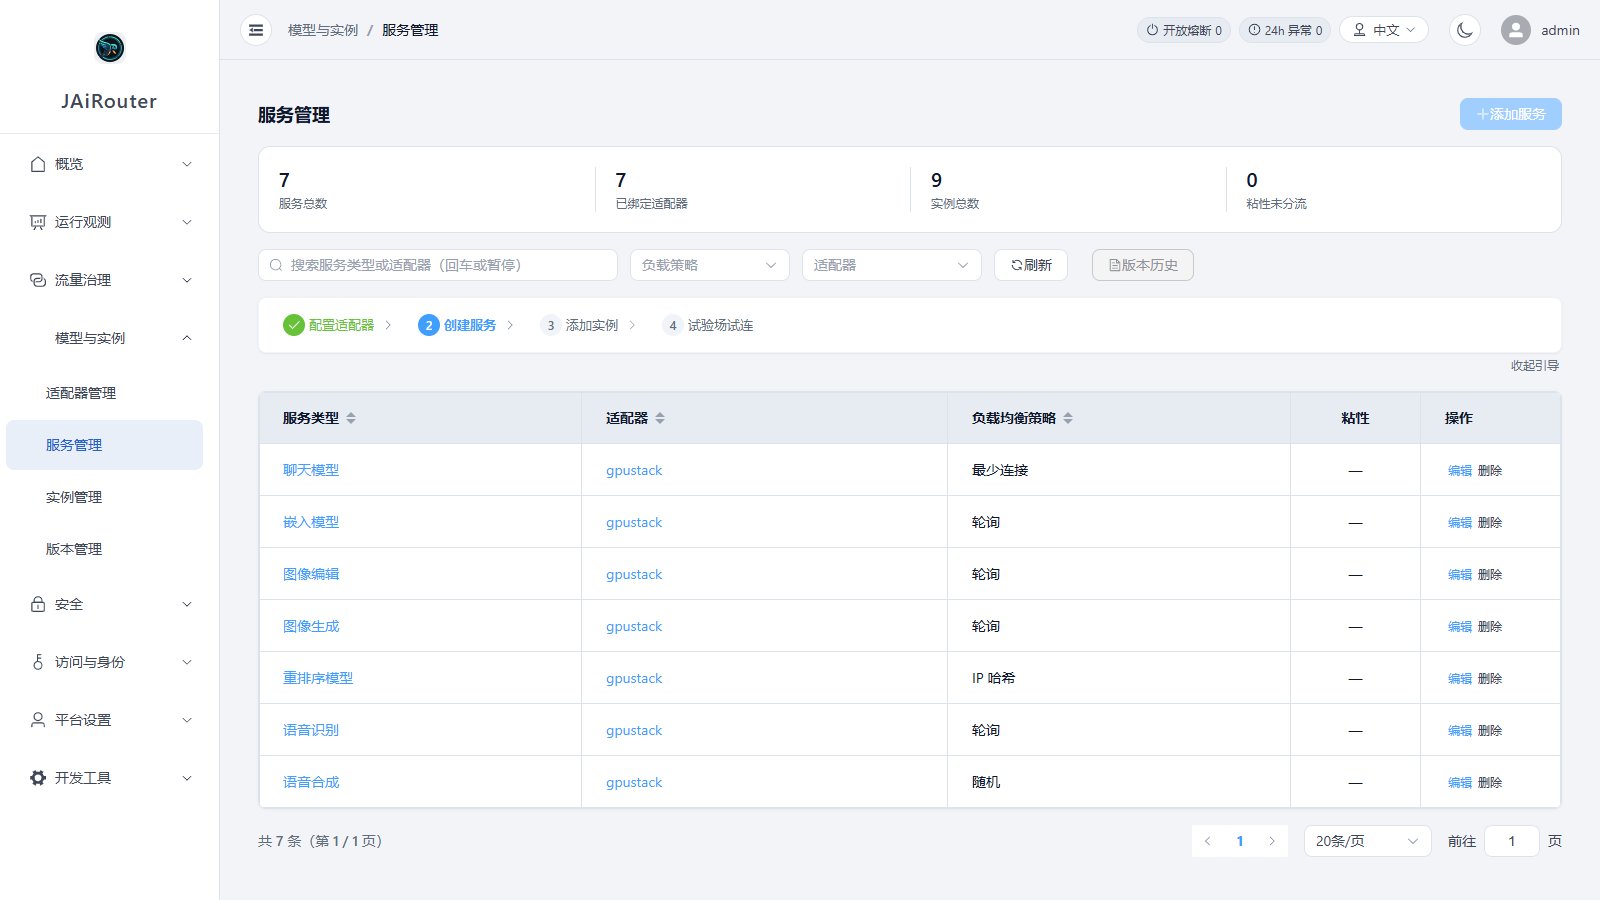 JAiRouter
概览
运行观测
流量治理
模型与实例
适配器管理
服务管理
实例管理
版本管理
安全
访问与身份
平台设置
开发工具
模型与实例 / 服务管理
开放熔断 0
24h 异常 0
中文
admin
服务管理
添加服务
7
服务总数
7
已绑定适配器
9
实例总数
0
粘性未分流
搜索服务类型或适配器（回车或暂停）
负载策略
适配器
刷新
版本历史
配置适配器
2 创建服务
3 添加实例
4 试验场试连
收起引导
服务类型 适配器 负载均衡策略 粘性 操作
聊天模型 gpustack 最少连接 — 编辑 删除
嵌入模型 gpustack 轮询 — 编辑 删除
图像编辑 gpustack 轮询 — 编辑 删除
图像生成 gpustack 轮询 — 编辑 删除
重排序模型 gpustack IP 哈希 — 编辑 删除
语音识别 gpustack 轮询 — 编辑 删除
语音合成 gpustack 随机 — 编辑 删除
共 7 条（第 1 / 1 页）
1
20条/页
前往 1 页